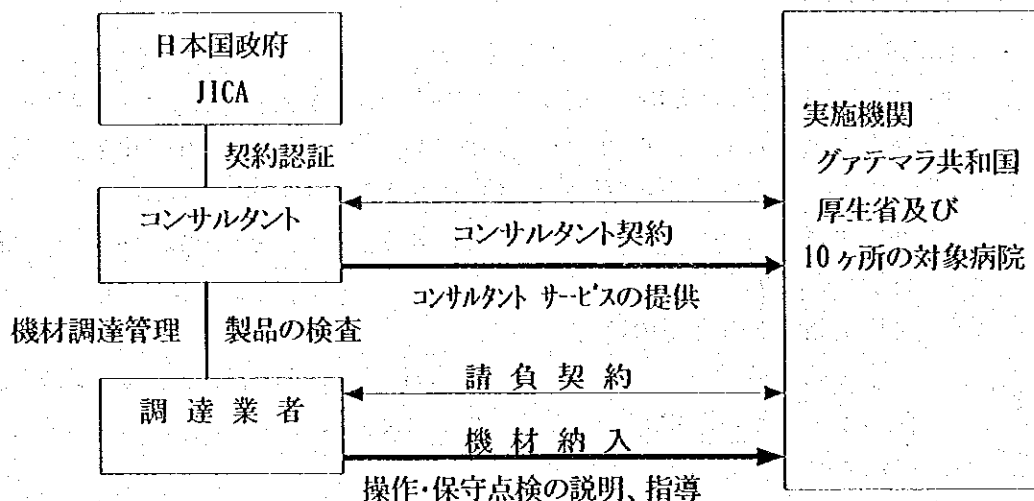 日本国政府
JICA
契約認証
コンサルタント
コンサルタント契約
コンサルタント サービスの提供
機材調達管理
製品の検査
調達業者
請負契約
機材納入
操作・保守点検の説明、指導
実施機関
グァテマラ共和国
厚生省及び
10ヶ所の対象病院